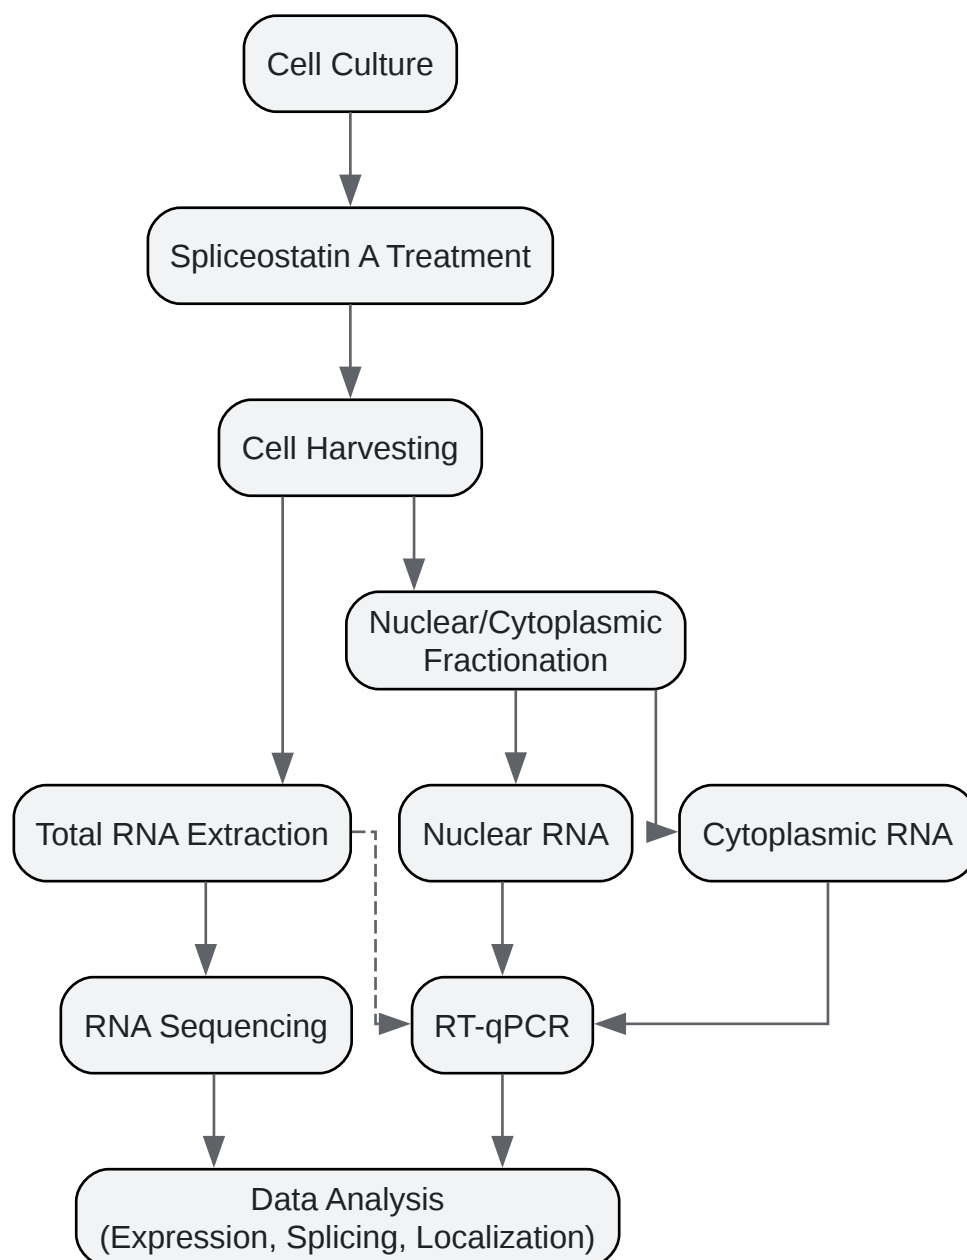 Cell Culture
Spliceostatin A Treatment
Cell Harvesting
Nuclear/Cytoplasmic
Fractionation
Total RNA Extraction
Nuclear RNA
Cytoplasmic RNA
RNA Sequencing
RT-qPCR
Data Analysis
(Expression, Splicing, Localization)